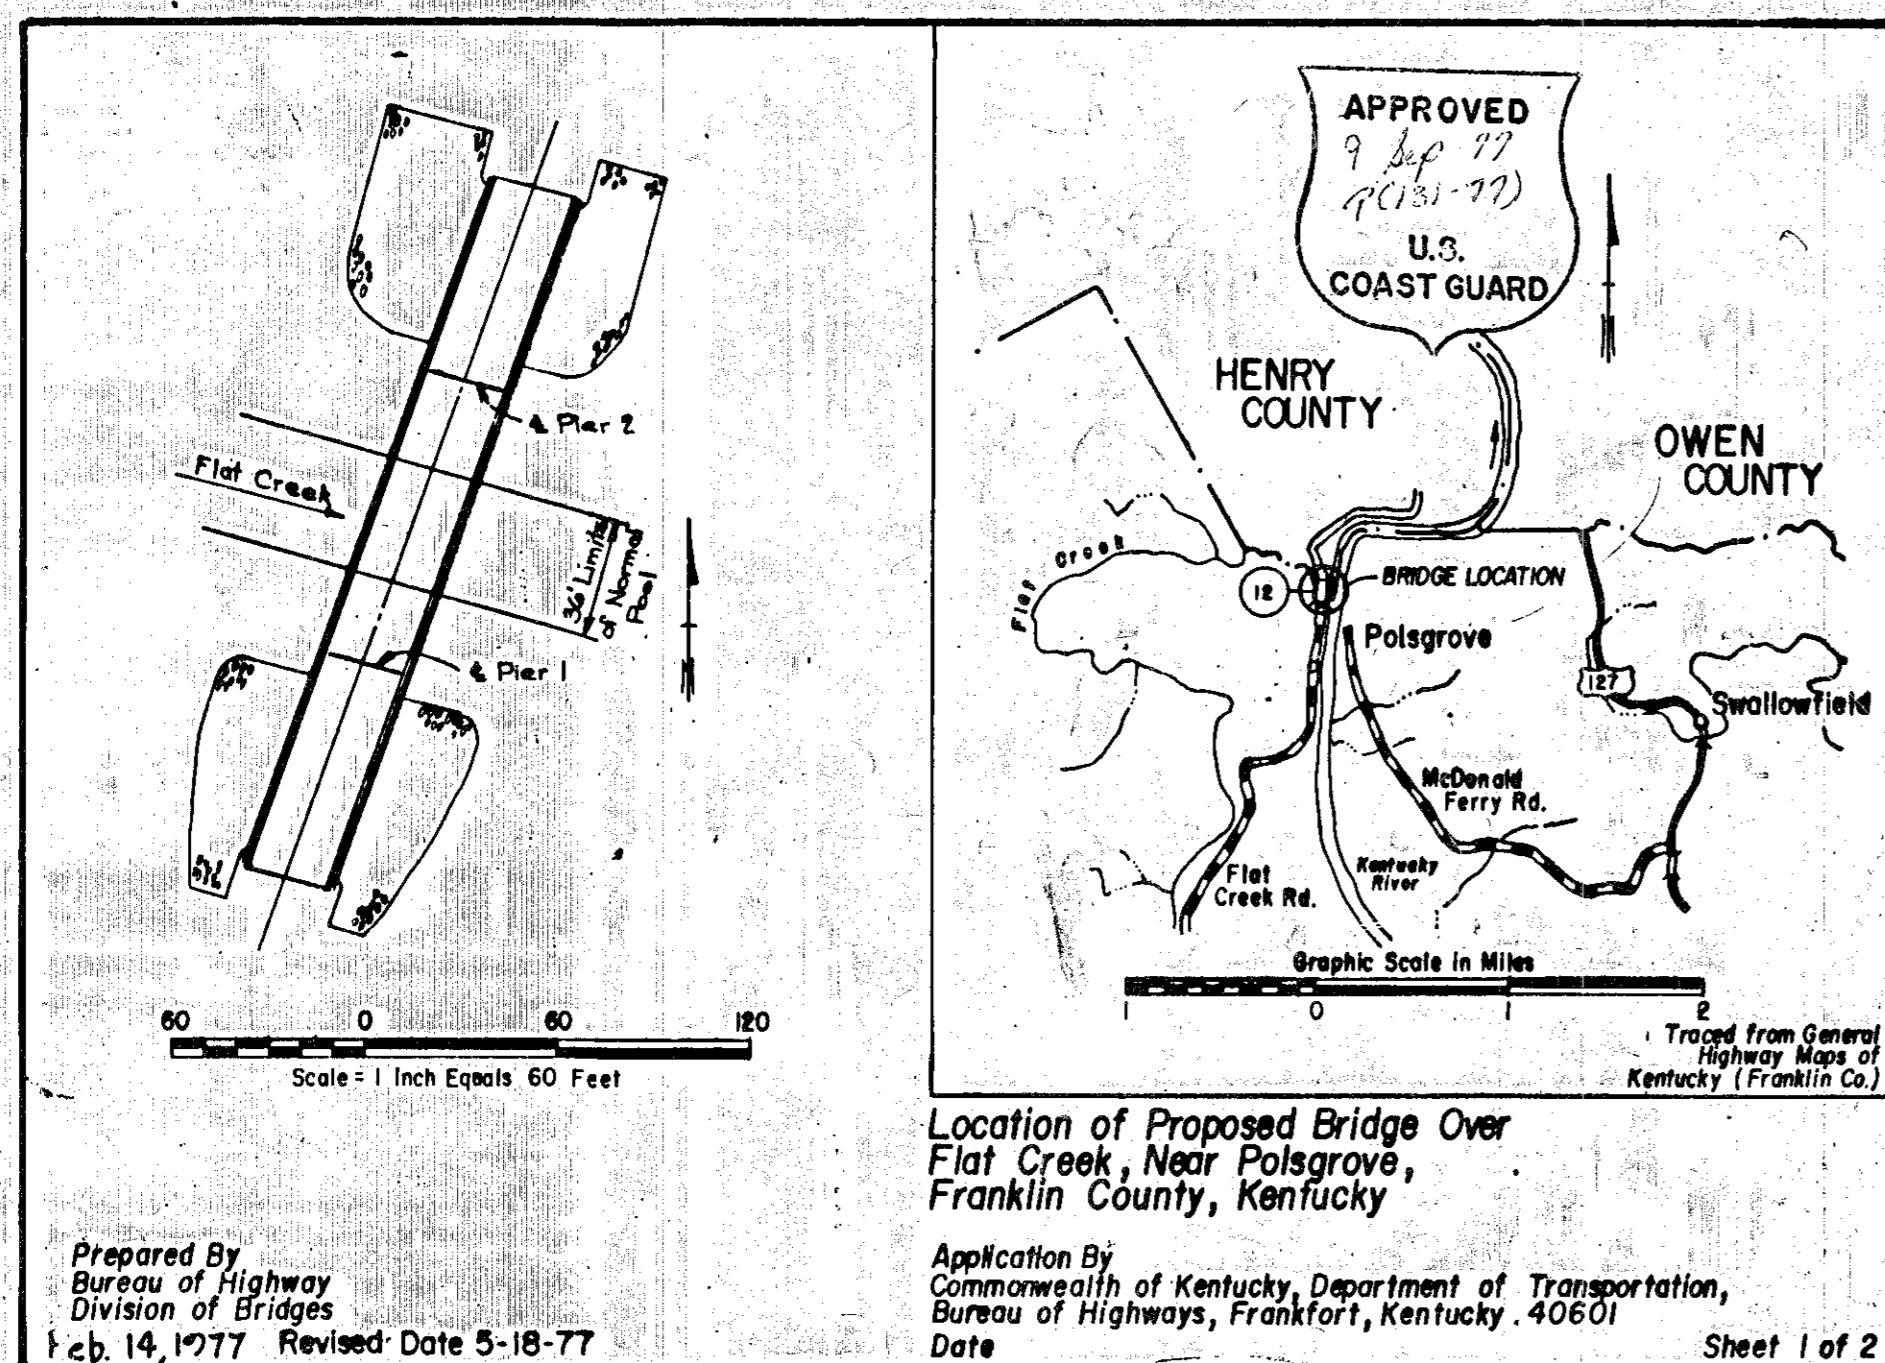 ℄ Pier 2
Flat Creek
36' Limits
of Normal
Pool
℄ Pier 1
60 0 60 120
Scale = 1 Inch Equals 60 Feet
APPROVED
9 Sep 77
P(131-77)
U.S.
COAST GUARD
HENRY
COUNTY
OWEN
COUNTY
Flat Creek
12
BRIDGE LOCATION
Polsgrove
127
Swallowfield
McDonald
Ferry Rd.
Flat
Creek Rd.
Kentucky
River
Graphic Scale in Miles
1 0 1 2
Traced from General
Highway Maps of
Kentucky (Franklin Co.)
Location of Proposed Bridge Over
Flat Creek, Near Polsgrove,
Franklin County, Kentucky
Prepared By
Bureau of Highway
Division of Bridges
Feb. 14, 1977 Revised Date 5-18-77
Application By
Commonwealth of Kentucky, Department of Transportation,
Bureau of Highways, Frankfort, Kentucky. 40601
Date
Sheet 1 of 2